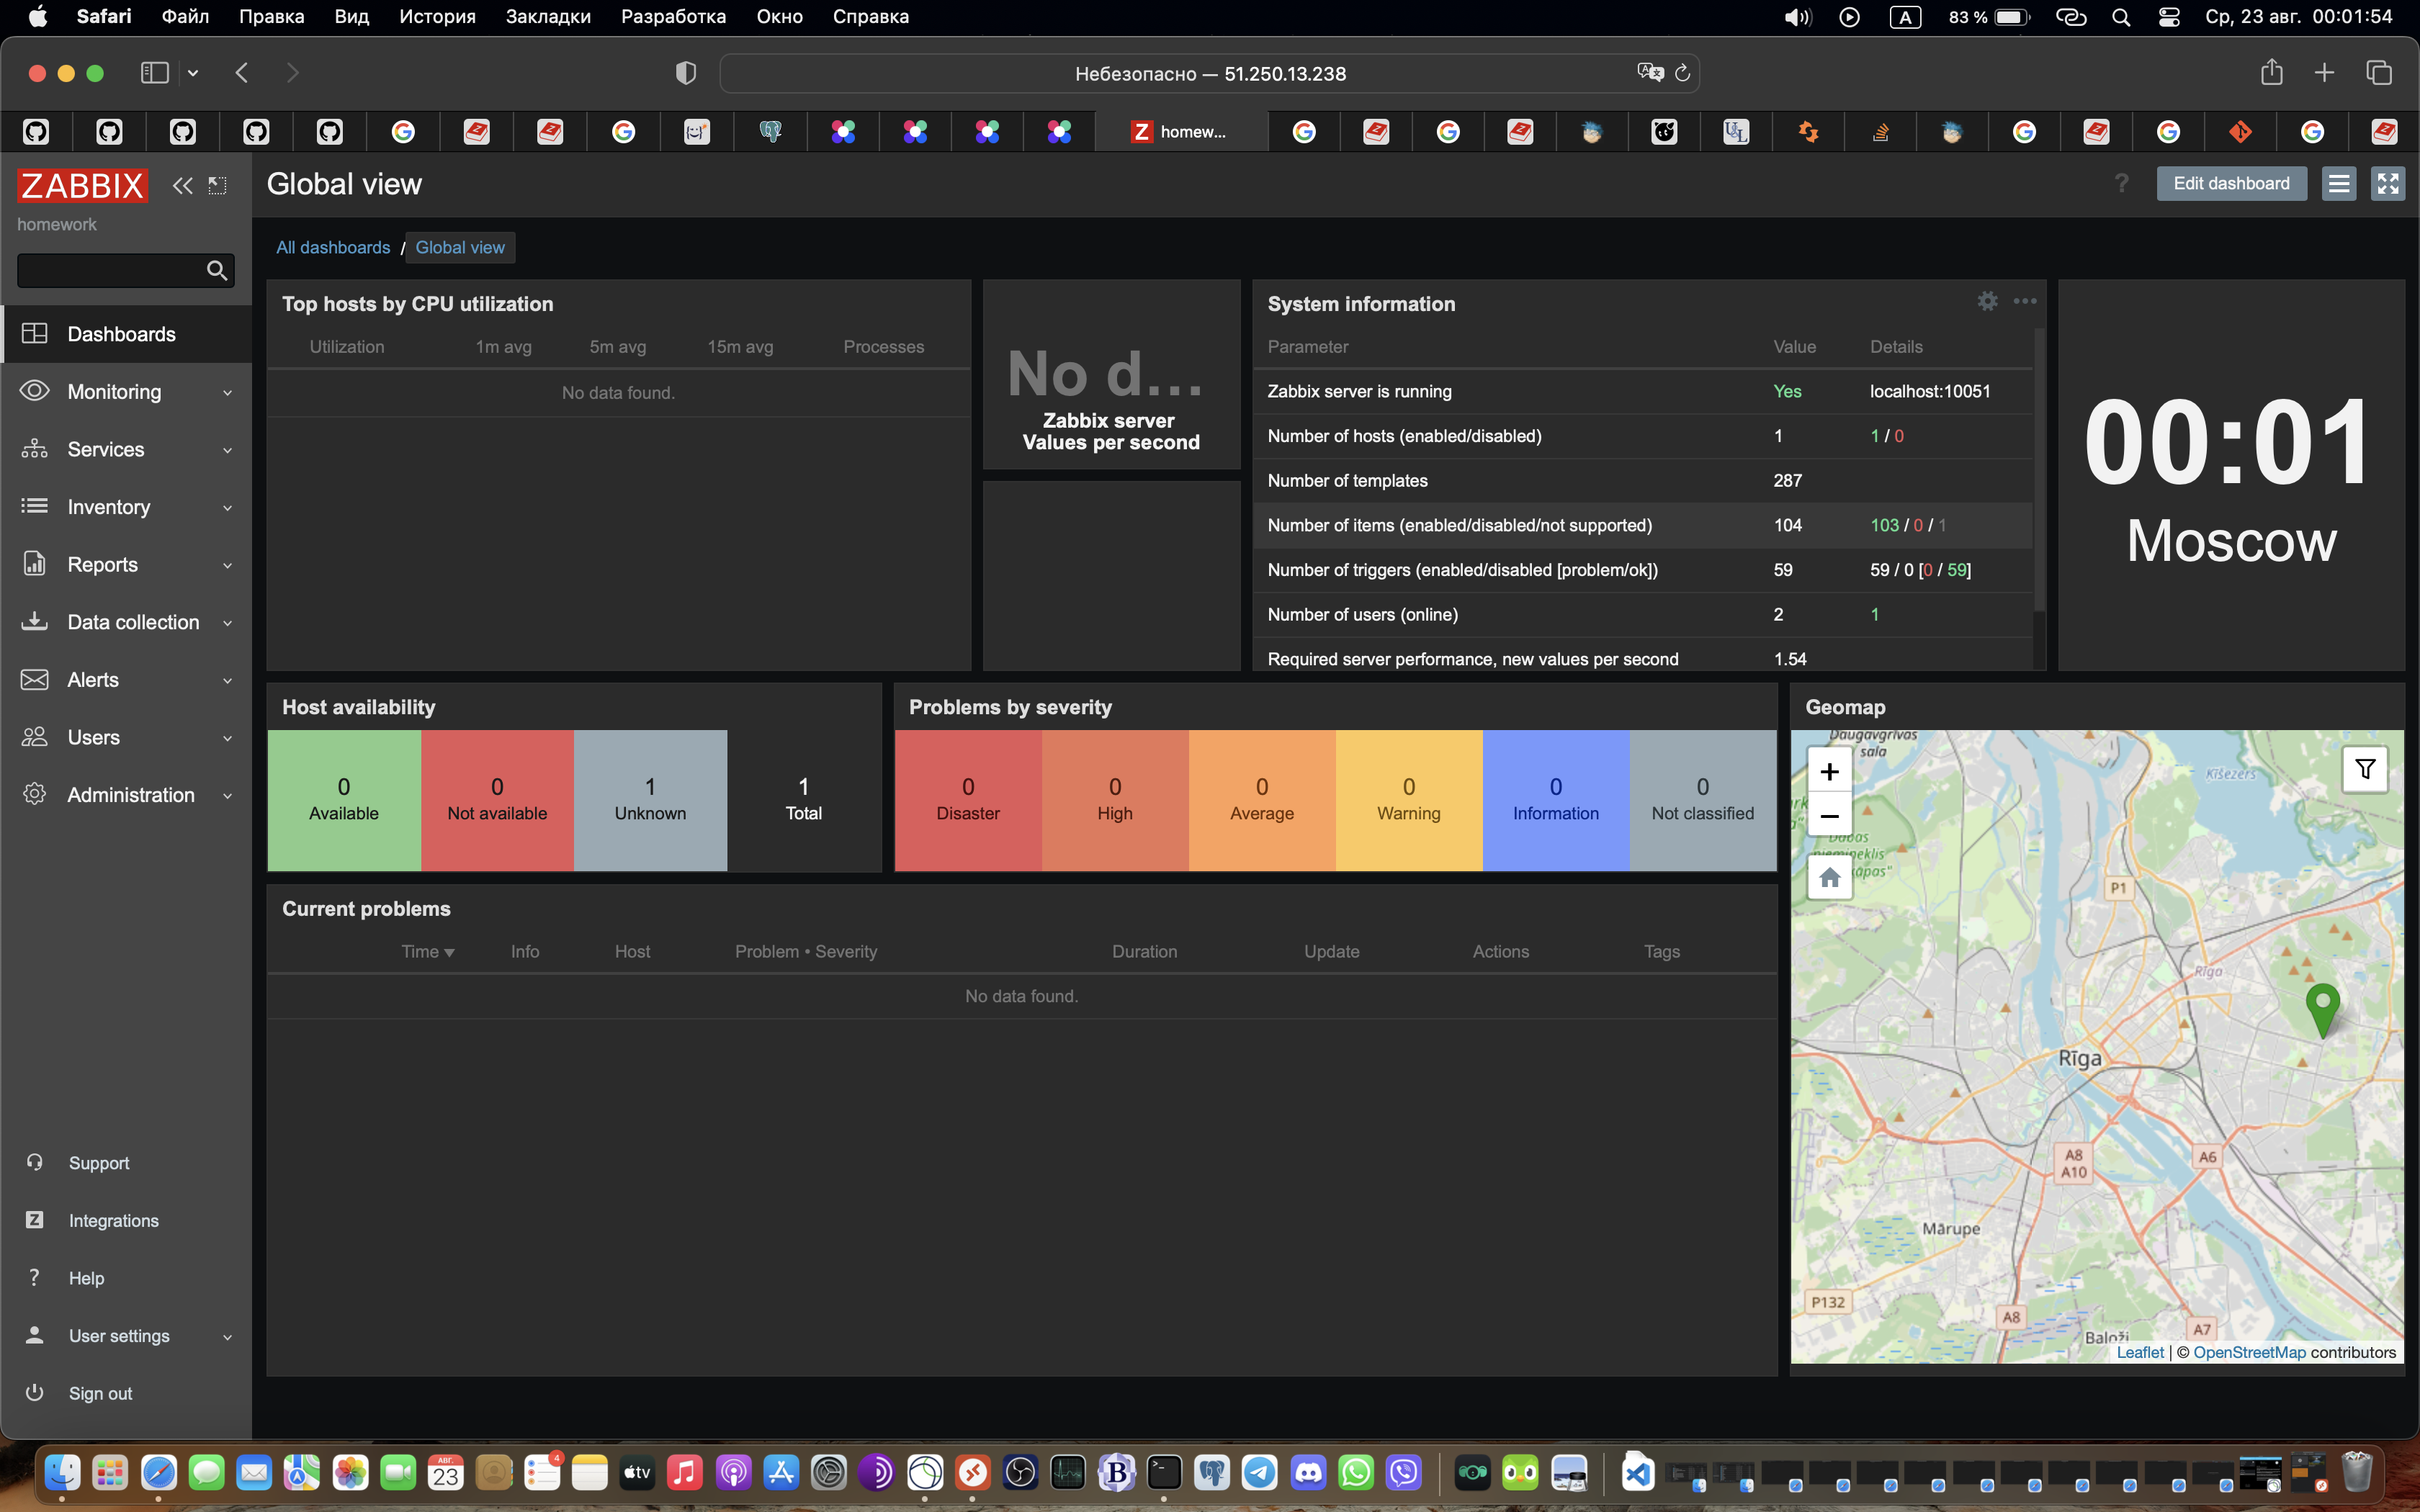 Safari Файл Правка Вид История Закладки Разработка Окно Справка A 83 % Ср, 23 авг. 00:01:54
Небезопасно — 51.250.13.238
homew...
ZABBIX
homework
Global view
? Edit dashboard
All dashboards / Global view
Dashboards
Monitoring
Services
Inventory
Reports
Data collection
Alerts
Users
Administration
Support
Integrations
Help
User settings
Sign out
Top hosts by CPU utilization
Utilization 1m avg 5m avg 15m avg Processes
No data found.
No d...
Zabbix server
Values per second
System information
Parameter Value Details
Zabbix server is running Yes localhost:10051
Number of hosts (enabled/disabled) 1 1 / 0
Number of templates 287
Number of items (enabled/disabled/not supported) 104 103 / 0 / 1
Number of triggers (enabled/disabled [problem/ok]) 59 59 / 0 [0 / 59]
Number of users (online) 2 1
Required server performance, new values per second 1.54
00:01
Moscow
Host availability
0 Available
0 Not available
1 Unknown
1 Total
Problems by severity
0 Disaster
0 High
0 Average
0 Warning
0 Information
0 Not classified
Current problems
Time Info Host Problem • Severity Duration Update Actions Tags
No data found.
Geomap
Daugavgrīvas
sala
Ķīšezers
+
−
Dabas
piemineklis
P1
Rīga
Rīga
A8
A10
A6
Mārupe
P132
A8
A7
Baloži
Leaflet | © OpenStreetMap contributors
АВГ.
23
4
tv